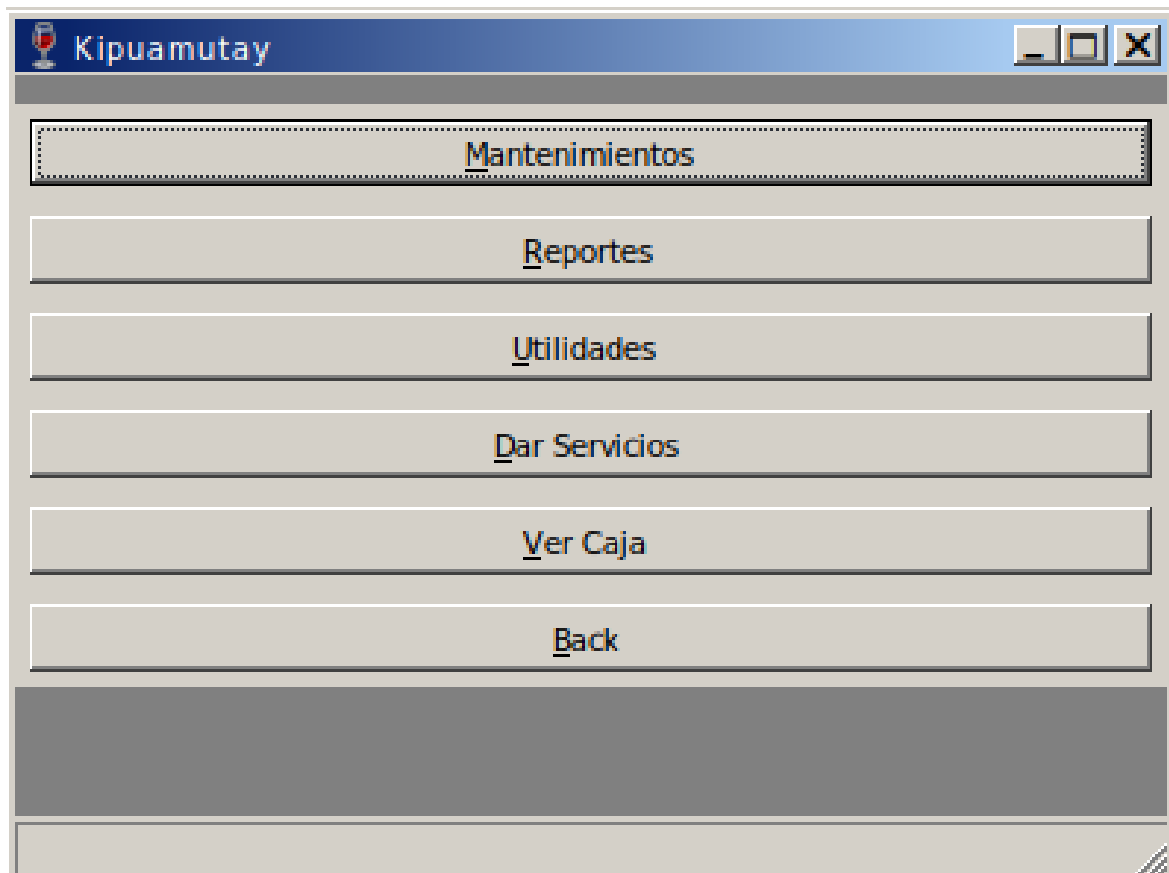 Kipuamutay
Mantenimientos
Reportes
Utilidades
Dar Servicios
Ver Caja
Back